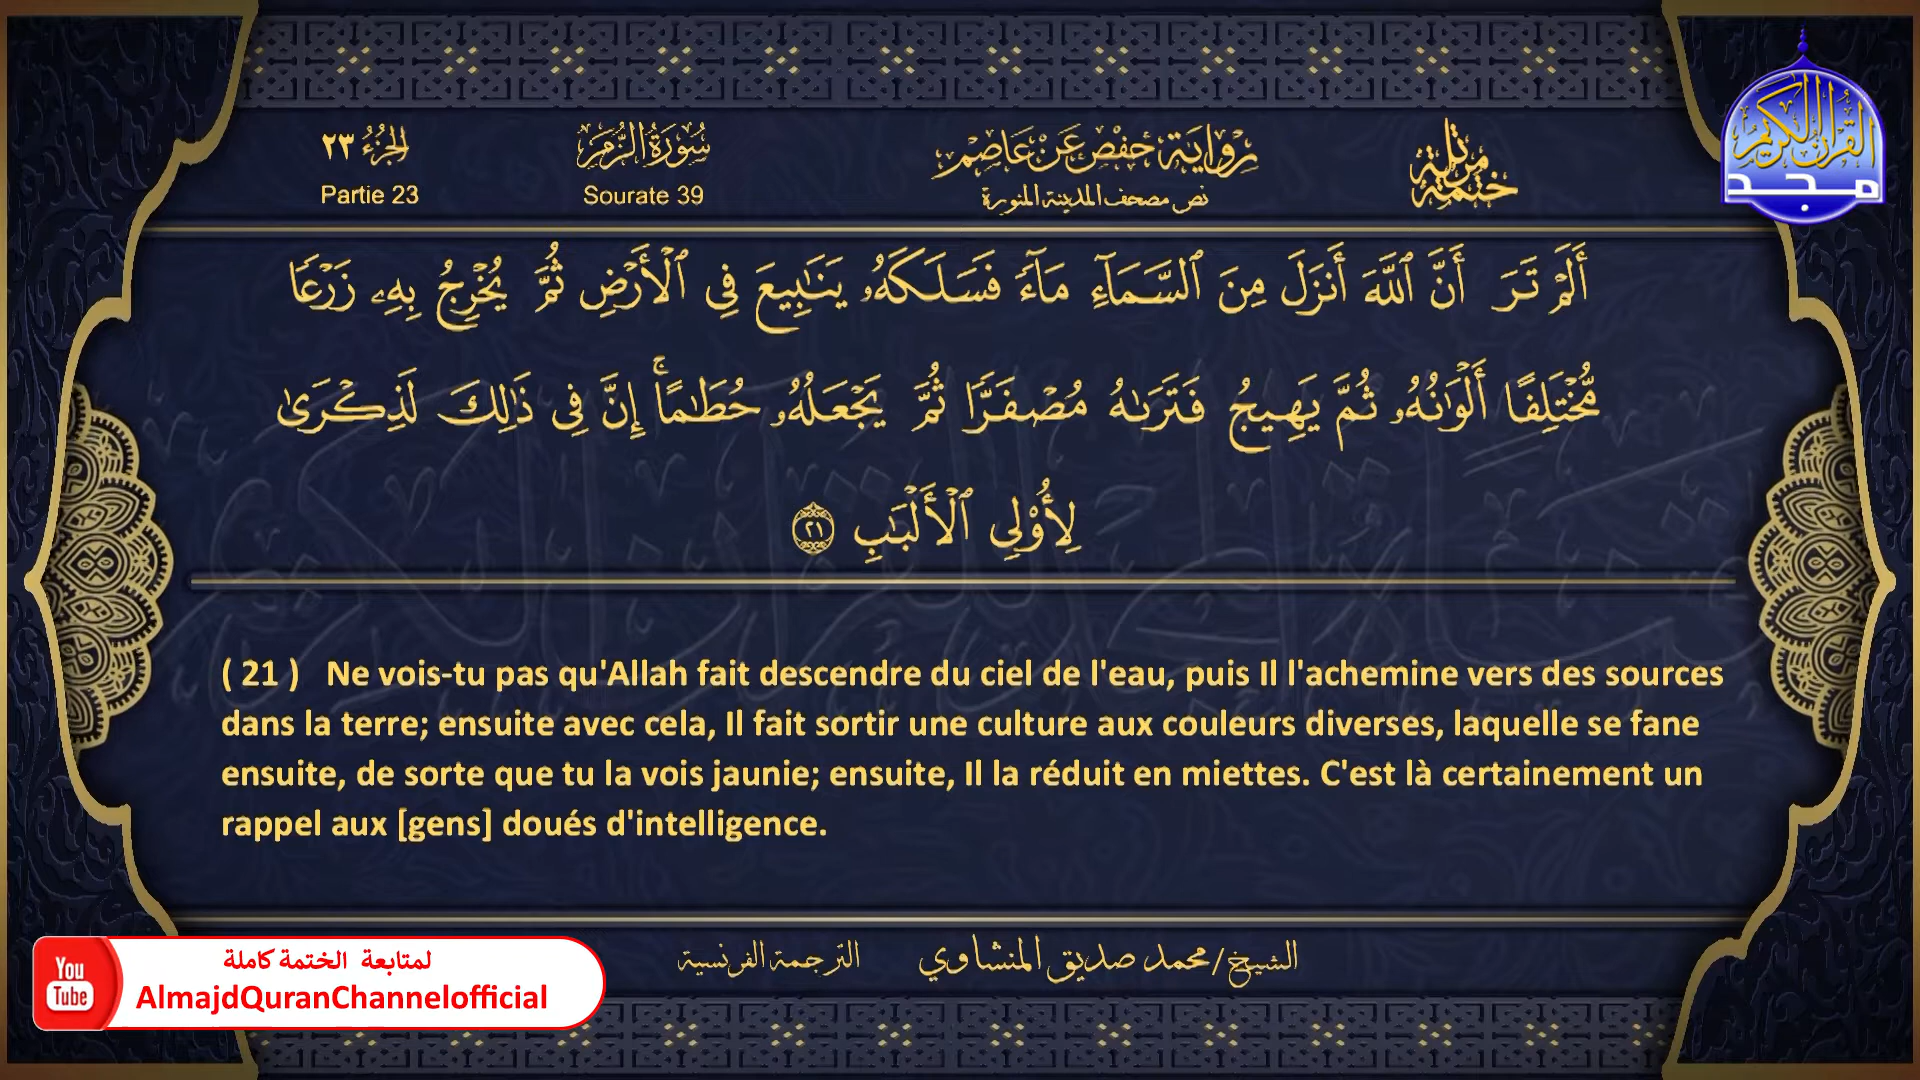 ختمة مرتلة
رواية حفص عن عاصم
نص مصحف المدينة المنورة
سُورَةُ الزُّمَر
Sourate 39
الجزء ٢٣
Partie 23
القرآن الكريم
مجد
أَلَمۡ تَرَ أَنَّ ٱللَّهَ أَنزَلَ مِنَ ٱلسَّمَآءِ مَآءٗ فَسَلَكَهُۥ يَنَٰبِيعَ فِي ٱلۡأَرۡضِ ثُمَّ يُخۡرِجُ بِهِۦ زَرۡعٗا
مُّخۡتَلِفًا أَلۡوَٰنُهُۥ ثُمَّ يَهِيجُ فَتَرَىٰهُ مُصۡفَرّٗا ثُمَّ يَجۡعَلُهُۥ حُطَٰمًاۚ إِنَّ فِي ذَٰلِكَ لَذِكۡرَىٰ
لِأُوْلِي ٱلۡأَلۡبَٰبِ ٢١
( 21 ) Ne vois-tu pas qu'Allah fait descendre du ciel de l'eau, puis Il l'achemine vers des sources
dans la terre; ensuite avec cela, Il fait sortir une culture aux couleurs diverses, laquelle se fane
ensuite, de sorte que tu la vois jaunie; ensuite, Il la réduit en miettes. C'est là certainement un
rappel aux [gens] doués d'intelligence.
الشيخ/محمد صديق المنشاوي
الترجمة الفرنسية
You
Tube
لمتابعة الختمة كاملة
AlmajdQuranChannelofficial